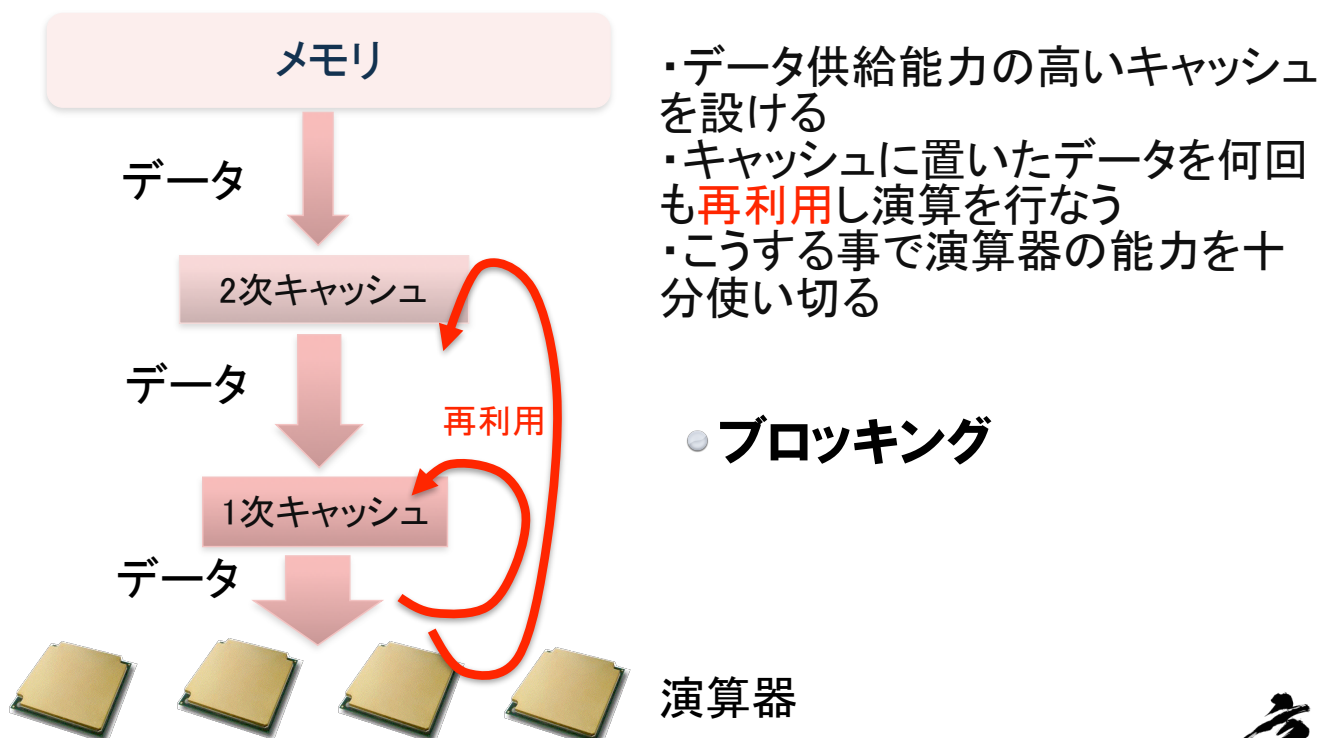 メモリ
データ
2次キャッシュ
データ
再利用
1次キャッシュ
データ
・データ供給能力の高いキャッシュ
を設ける
・キャッシュに置いたデータを何回
も再利用し演算を行なう
・こうする事で演算器の能力を十
分使い切る
ブロッキング
演算器